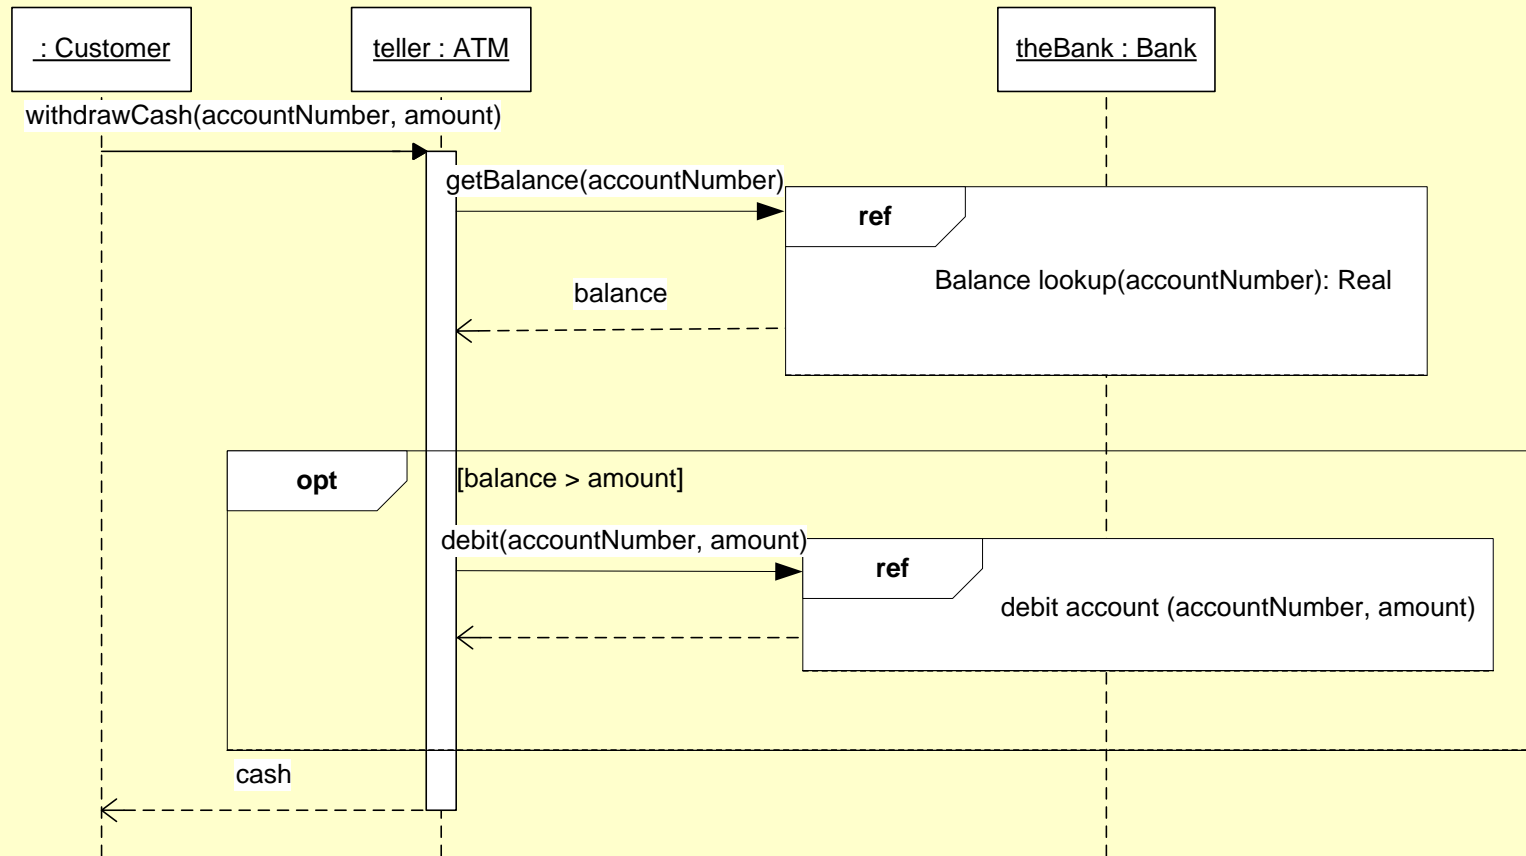 : Customer
teller : ATM
theBank : Bank
withdrawCash(accountNumber, amount)
getBalance(accountNumber)
ref
Balance lookup(accountNumber): Real
balance
opt
[balance > amount]
debit(accountNumber, amount)
ref
debit account (accountNumber, amount)
cash